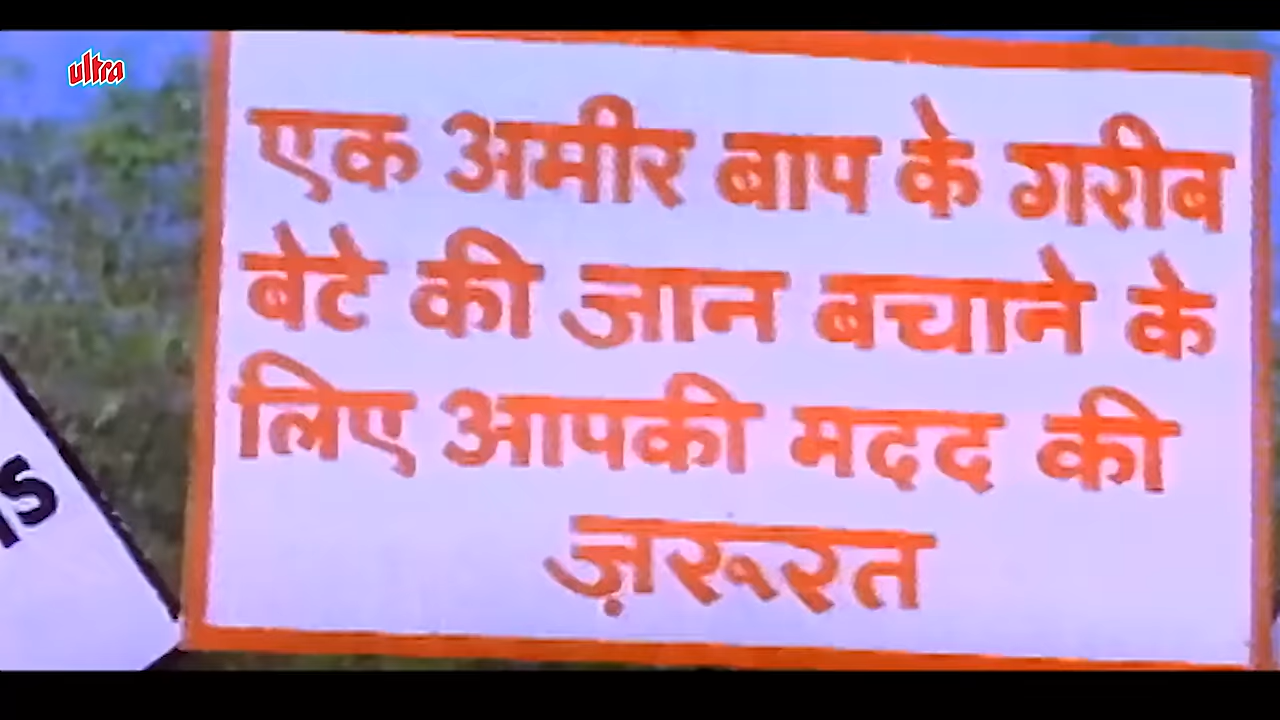 ultra
एक अमीर बाप के गरीब
बेटे की जान बचाने के
लिए आपकी मदद की
ज़रूरत